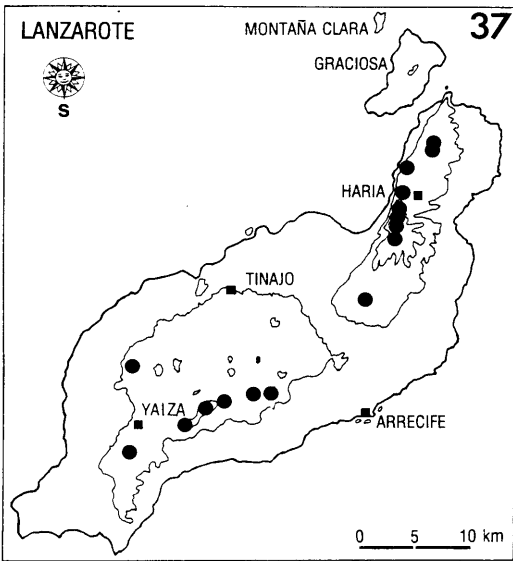 LANZAROTE
MONTAÑA CLARA
37
GRACIOSA
S
HARIA
TINAJO
YAIZA
ARRECIFE
0 5 10 km